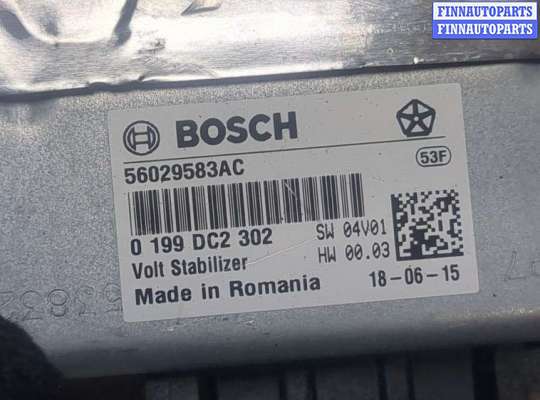 FINNAUTOPARTS
FINNAUTOPARTS
BOSCH
56029583AC
53F
0 199 DC2 302
SW 04V01
Volt Stabilizer
HW 00.03
Made in Romania
18-06-15